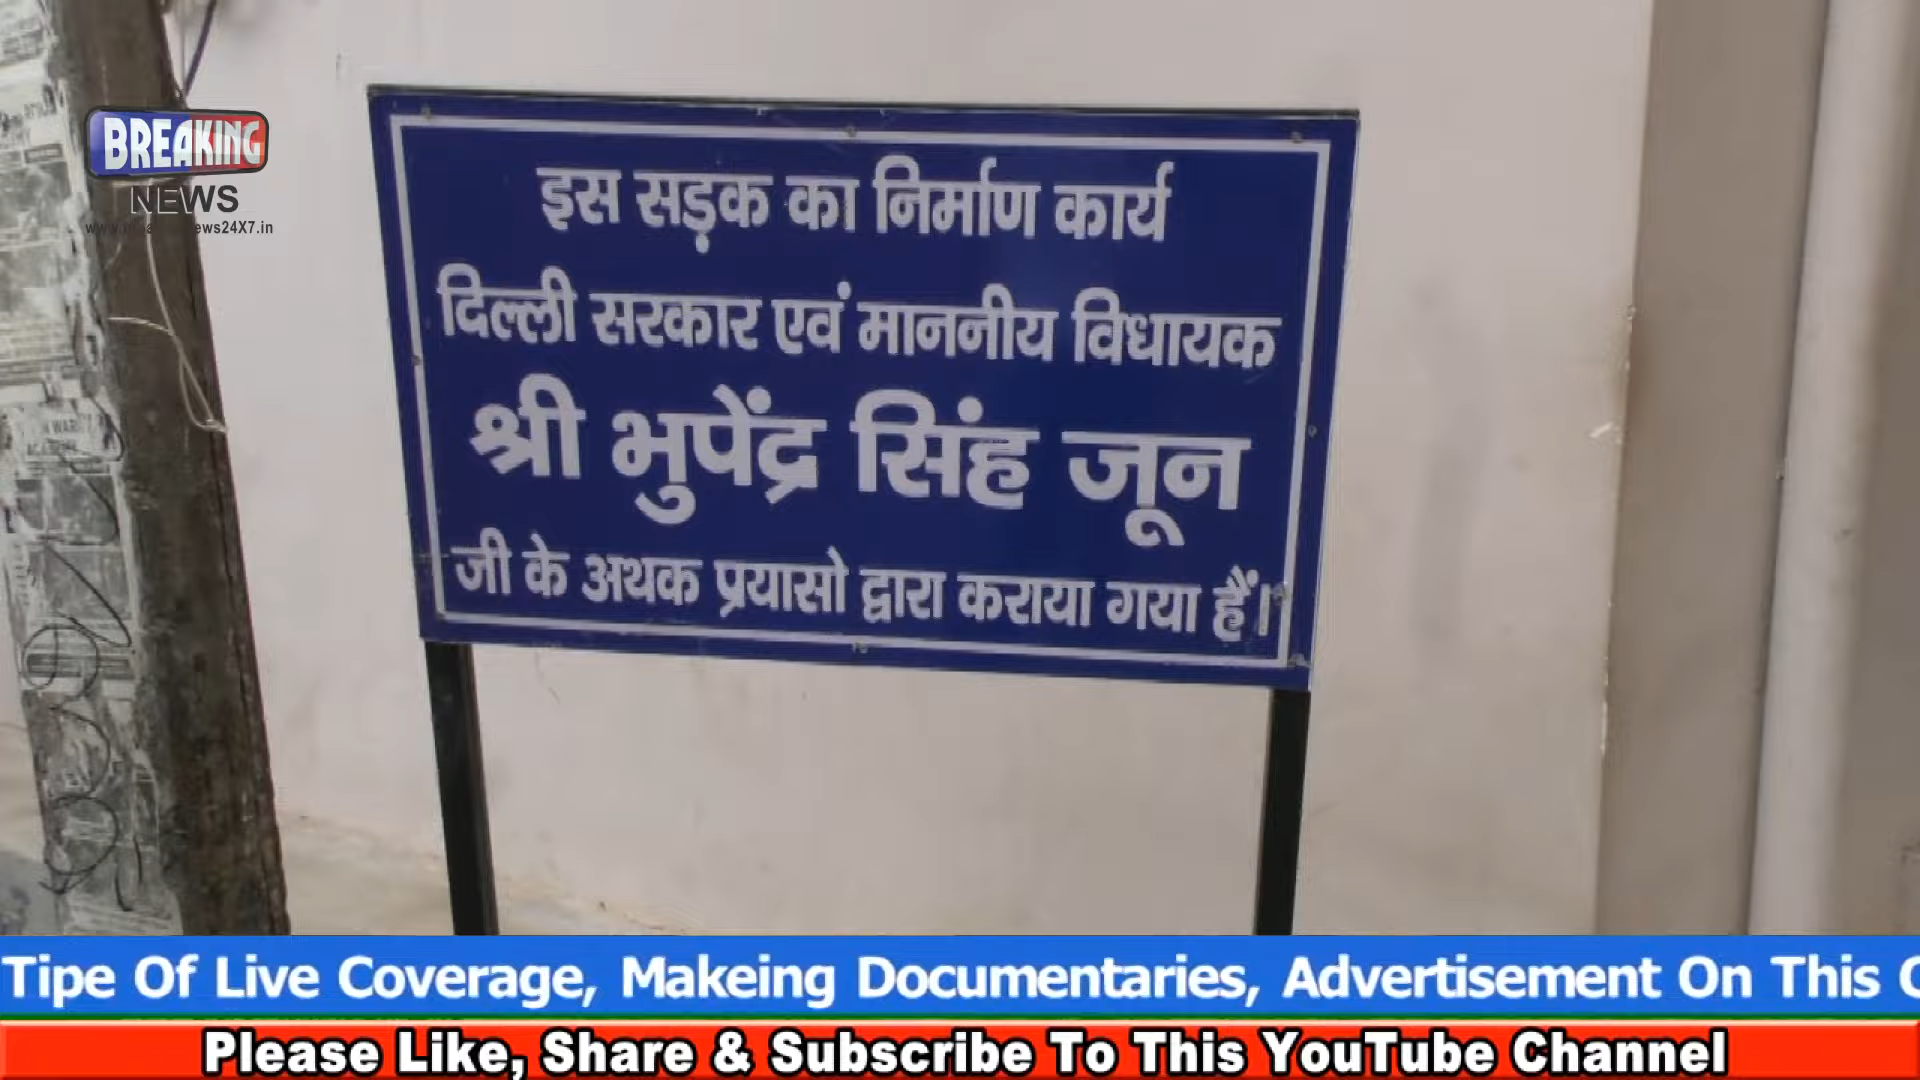 BREAKING
NEWS
इस सड़क का निर्माण कार्य
दिल्ली सरकार एवं माननीय विधायक
श्री भुपेंद्र सिंह जून
जी के अथक प्रयासो द्वारा कराया गया हैं।
Tipe Of Live Coverage, Makeing Documentaries, Advertisement On This C
Please Like, Share & Subscribe To This YouTube Channel